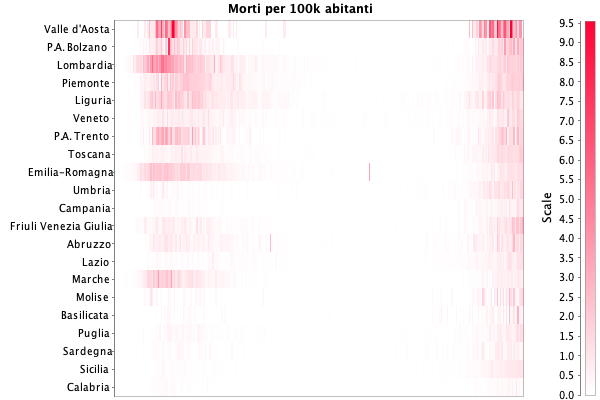 Morti per 100k abitanti
Valle d'Aosta
P.A. Bolzano
Lombardia
Piemonte
Liguria
Veneto
P.A. Trento
Toscana
Emilia-Romagna
Umbria
Campania
Friuli Venezia Giulia
Abruzzo
Lazio
Marche
Molise
Basilicata
Puglia
Sardegna
Sicilia
Calabria
Scale
9.5
9.0
8.5
8.0
7.5
7.0
6.5
6.0
5.5
5.0
4.5
4.0
3.5
3.0
2.5
2.0
1.5
1.0
0.5
0.0